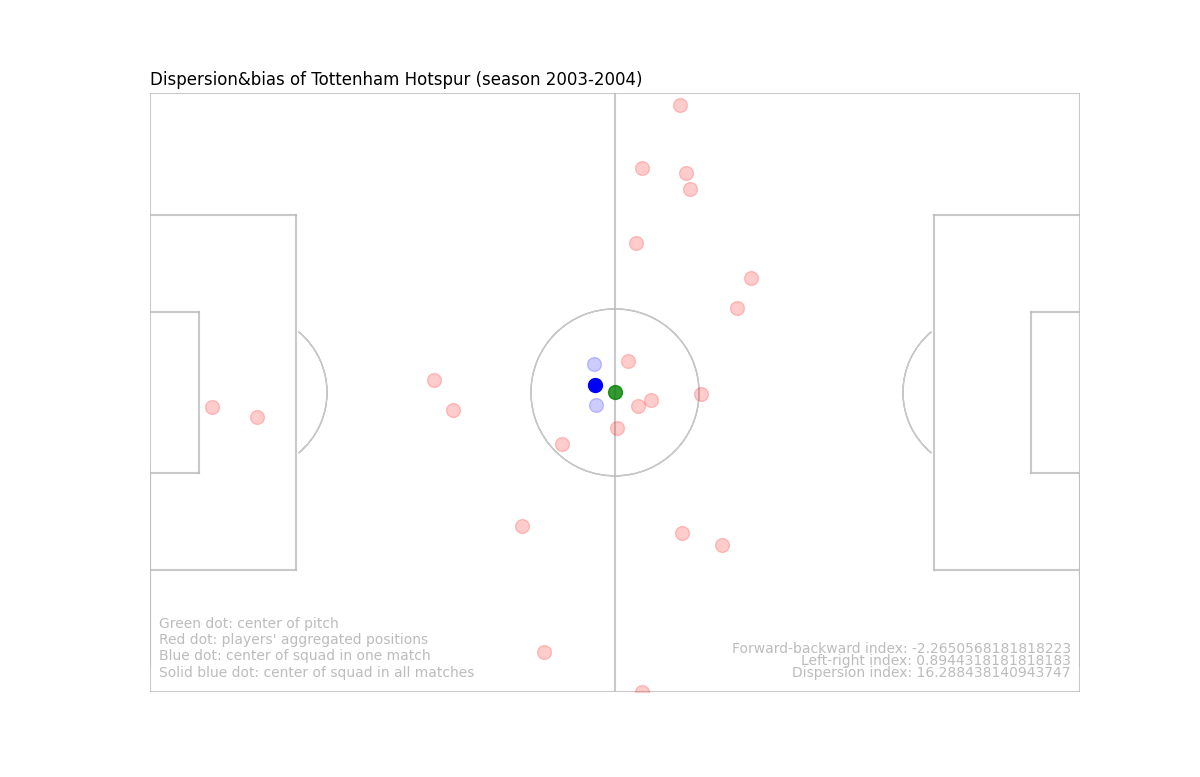 Dispersion&bias of Tottenham Hotspur (season 2003-2004)
Green dot: center of pitch
Red dot: players' aggregated positions
Blue dot: center of squad in one match
Solid blue dot: center of squad in all matches
Forward-backward index: -2.2650568181818223
Left-right index: 0.8944318181818183
Dispersion index: 16.288438140943747